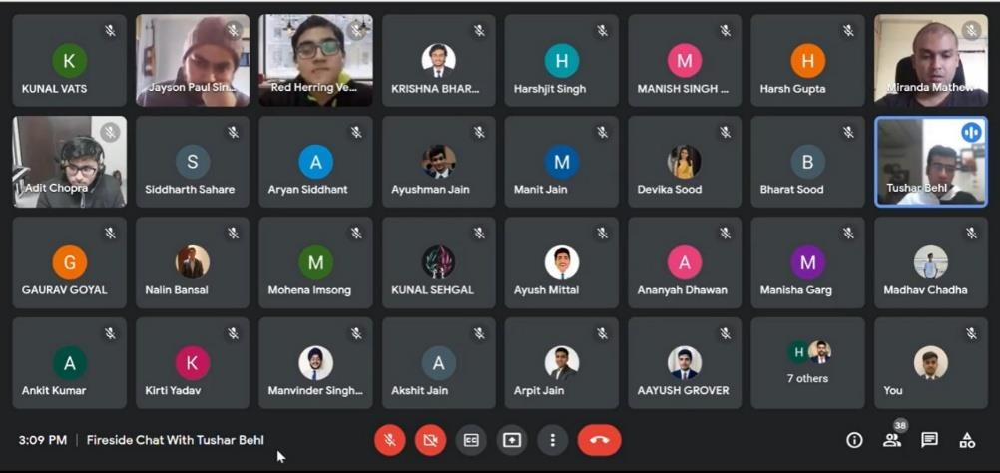 K
KUNAL VATS
Jayson Paul Sin...
Red Herring Ve...
KRISHNA BHAR...
H
Harshjit Singh
M
MANISH SINGH ...
H
Harsh Gupta
Miranda Mathew
Adit Chopra
S
Siddharth Sahare
A
Aryan Siddhant
Ayushman Jain
M
Manit Jain
Devika Sood
B
Bharat Sood
Tushar Behl
G
GAURAV GOYAL
Nalin Bansal
M
Mohena Imsong
KUNAL SEHGAL
Ayush Mittal
A
Ananyah Dhawan
M
Manisha Garg
Madhav Chadha
A
Ankit Kumar
K
Kirti Yadav
Manvinder Singh...
A
Akshit Jain
Arpit Jain
AAYUSH GROVER
H
7 others
You
3:09 PM | Fireside Chat With Tushar Behl
CC
38